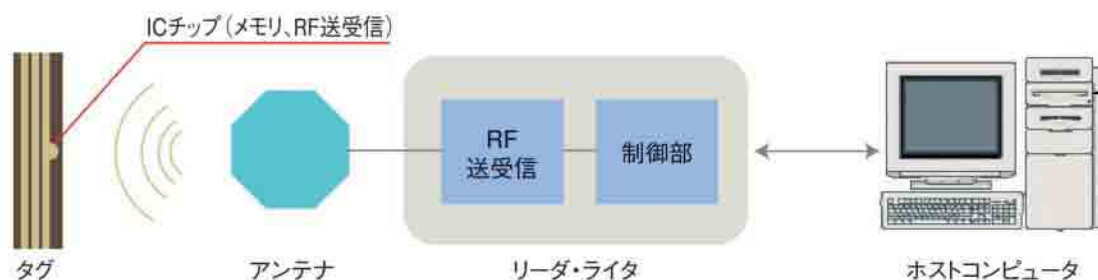 ICチップ(メモリ、RF送受信)
RF
送受信
制御部
タグ
アンテナ
リーダ・ライタ
ホストコンピュータ